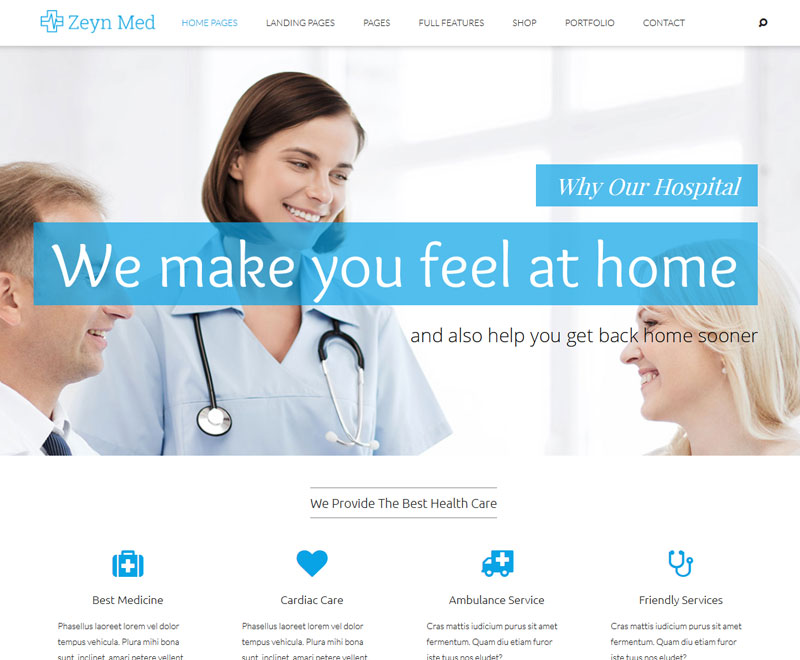 Zeyn Med
HOME PAGES LANDING PAGES PAGES FULL FEATURES SHOP PORTFOLIO CONTACT
Why Our Hospital
We make you feel at home
and also help you get back home sooner
We Provide The Best Health Care
Best Medicine
Phasellus laoreet lorem vel dolor
tempus vehicula. Plura mihi bona
sunt, inclinet, amari petere vellent
Cardiac Care
Phasellus laoreet lorem vel dolor
tempus vehicula. Plura mihi bona
sunt, inclinet, amari petere vellent
Ambulance Service
Cras mattis iudicium purus sit amet
fermentum. Quam diu etiam furor
iste tuus nos eludet?
Friendly Services
Cras mattis iudicium purus sit amet
fermentum. Quam diu etiam furor
iste tuus nos eludet?